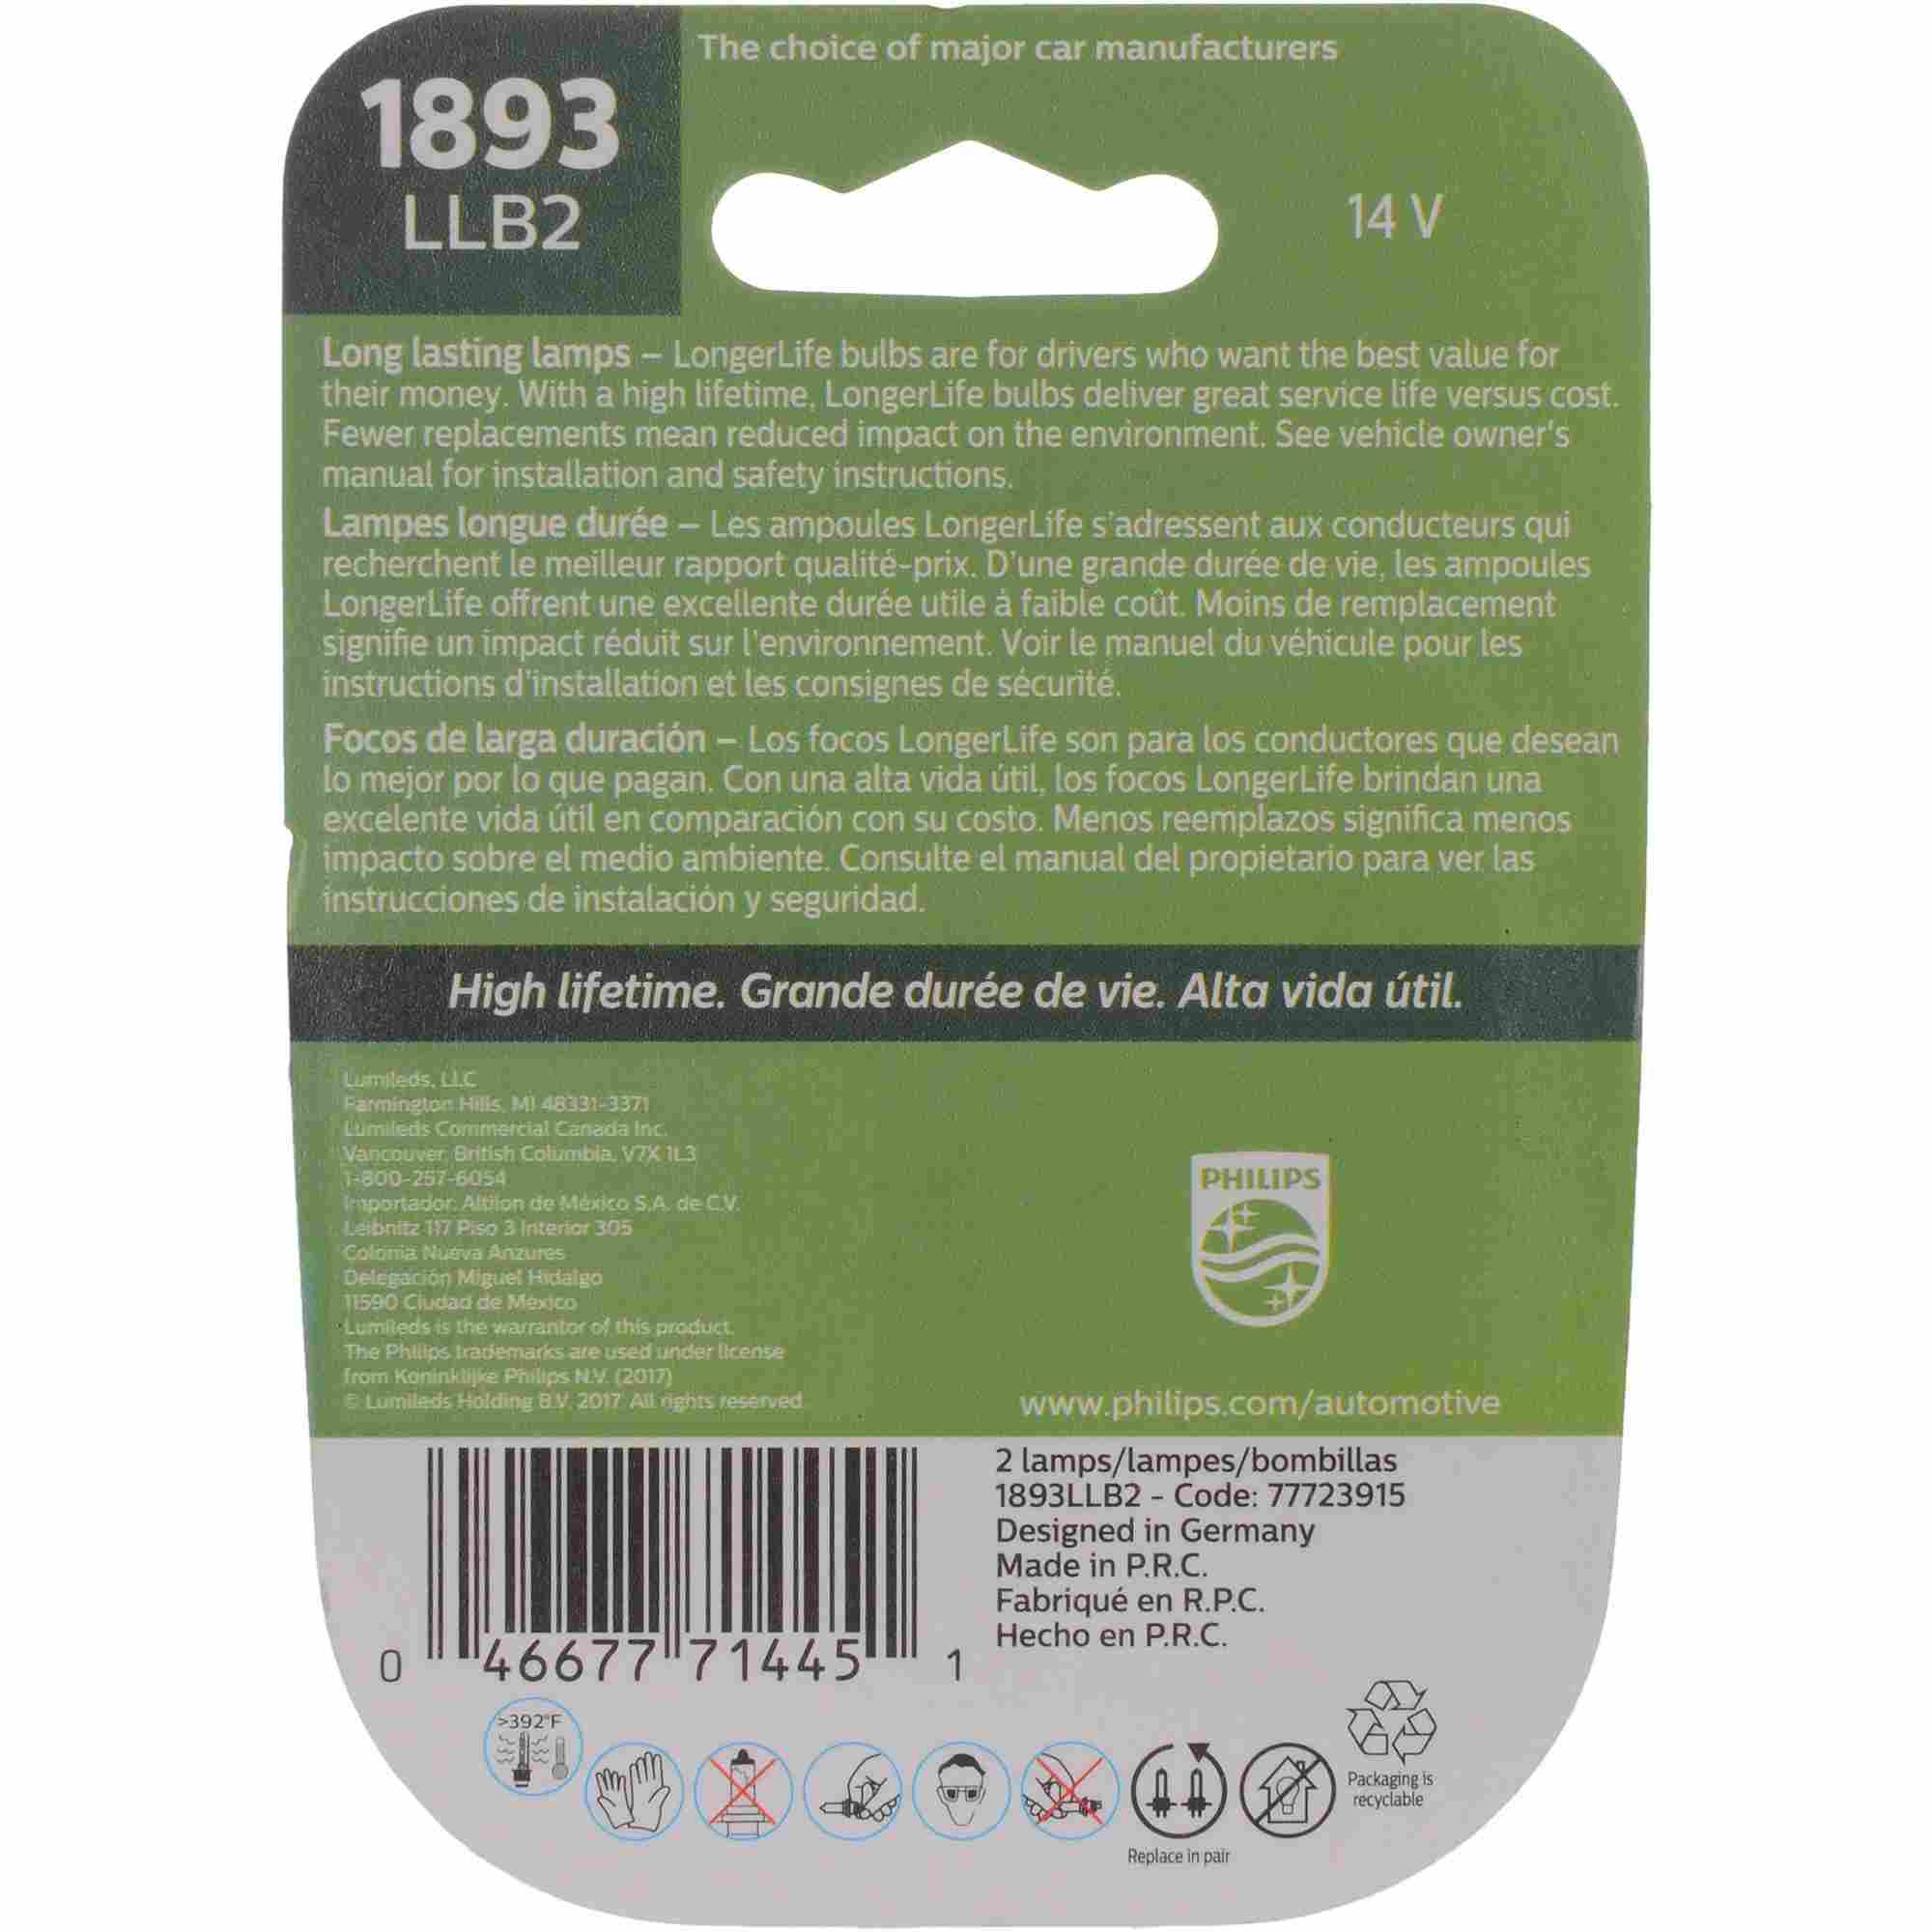 The choice of major car manufacturers
1893
LLB2
14 V
Long lasting lamps – LongerLife bulbs are for drivers who want the best value for
their money. With a high lifetime, LongerLife bulbs deliver great service life versus cost.
Fewer replacements mean reduced impact on the environment. See vehicle owner's
manual for installation and safety instructions.
Lampes longue durée – Les ampoules LongerLife s'adressent aux conducteurs qui
recherchent le meilleur rapport qualité-prix. D'une grande durée de vie, les ampoules
LongerLife offrent une excellente durée utile à faible coût. Moins de remplacement
signifie un impact réduit sur l'environnement. Voir le manuel du véhicule pour les
instructions d'installation et les consignes de sécurité.
Focos de larga duración – Los focos LongerLife son para los conductores que desean
lo mejor por lo que pagan. Con una alta vida útil, los focos LongerLife brindan una
excelente vida útil en comparación con su costo. Menos reemplazos significa menos
impacto sobre el medio ambiente. Consulte el manual del propietario para ver las
instrucciones de instalación y seguridad.
High lifetime. Grande durée de vie. Alta vida útil.
Lumileds, LLC
Farmington Hills, MI 48331-3371
Lumileds Commercial Canada Inc.
Vancouver, British Columbia, V7X 1L3
1-800-257-6054
Importador: Altilon de México S.A. de C.V.
Leibnitz 117 Piso 3 Interior 305
Colonia Nueva Anzures
Delegación Miguel Hidalgo
11590 Ciudad de México
Lumileds is the warrantor of this product.
The Philips trademarks are used under license
from Koninklijke Philips N.V. (2017)
© Lumileds Holding B.V. 2017 All rights reserved
PHILIPS
www.philips.com/automotive
2 lamps/lampes/bombillas
1893LLB2 - Code: 77723915
Designed in Germany
Made in P.R.C.
Fabriqué en R.P.C.
Hecho en P.R.C.
0 46677 71445 1
>392°F
Replace in pair
Packaging is
recyclable